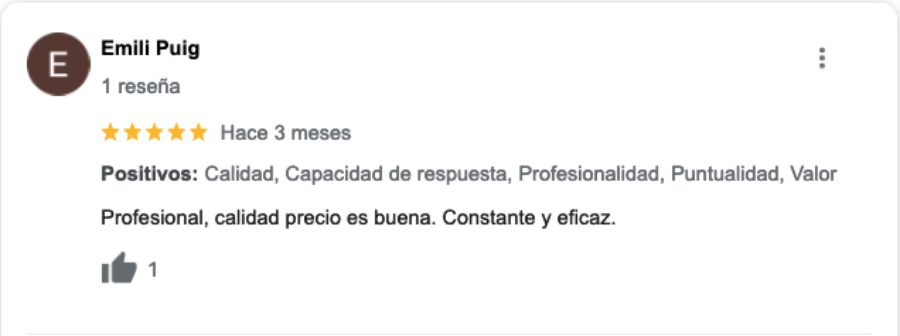 E
Emili Puig
1 reseña
Hace 3 meses
Positivos: Calidad, Capacidad de respuesta, Profesionalidad, Puntualidad, Valor
Profesional, calidad precio es buena. Constante y eficaz.
1